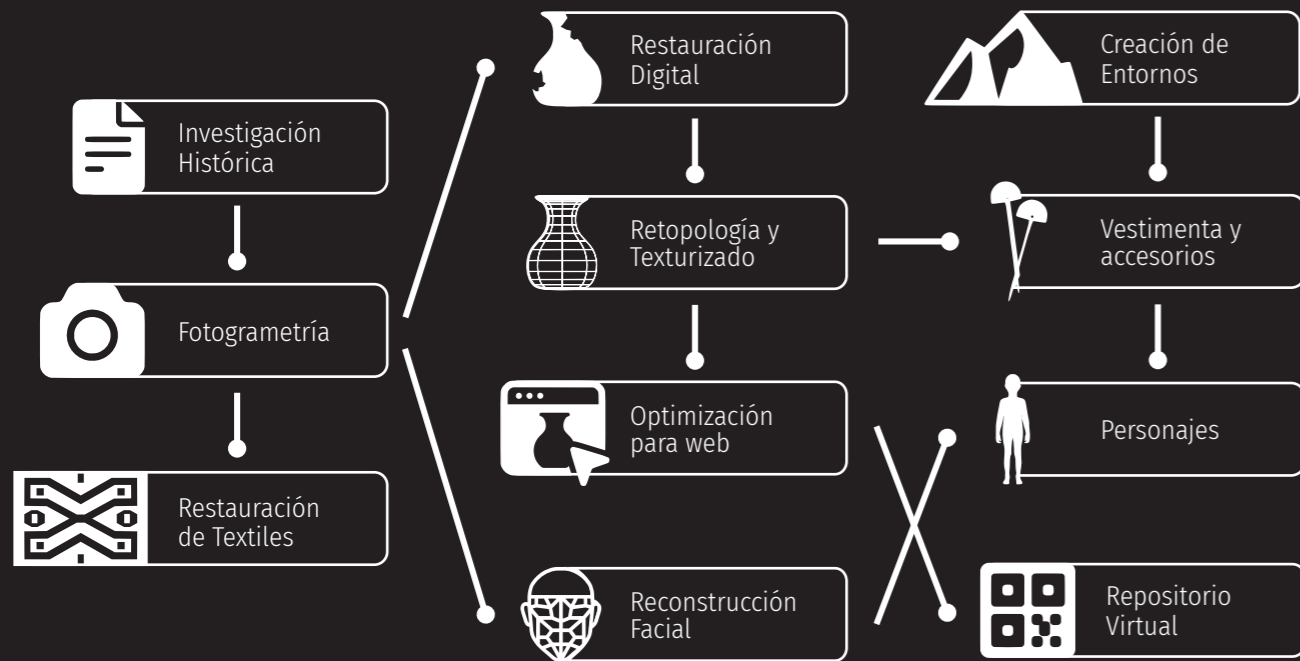 Investigación
Histórica
Fotogrametría
Restauración
de Textiles
Restauración
Digital
Retopología y
Texturizado
Optimización
para web
Reconstrucción
Facial
Creación de
Entornos
Vestimenta y
accesorios
Personajes
Repositorio
Virtual